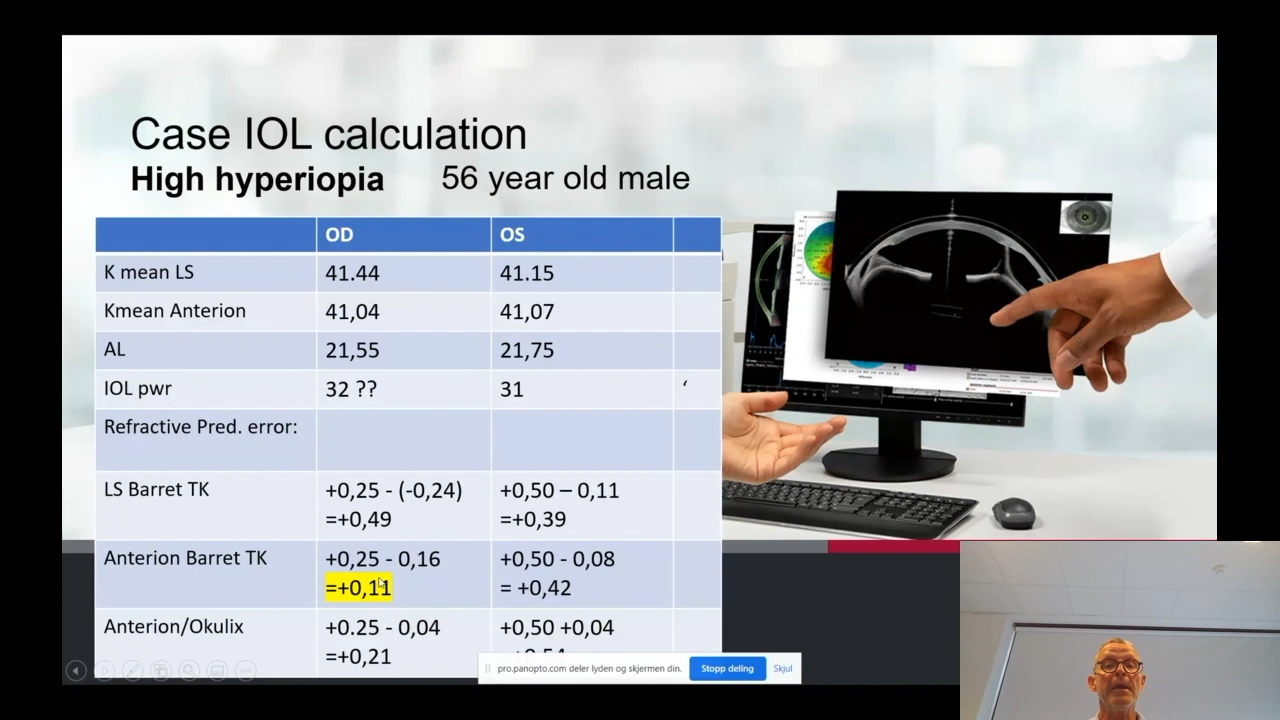 Case IOL calculation
High hyperiopia 56 year old male
OD OS
K mean LS 41.44 41.15
Kmean Anterion 41,04 41,07
AL 21,55 21,75
IOL pwr 32 ?? 31 ‘
Refractive Pred. error:
LS Barret TK +0,25 - (-0,24) +0,50 – 0,11
=+0,49 =+0,39
Anterion Barret TK +0,25 - 0,16 +0,50 - 0,08
=+0,11 = +0,42
Anterion/Okulix +0.25 - 0,04 +0,50 +0,04
=+0,21
pro.panopto.com deler lyden og skjermen din. Stopp deling Skjul